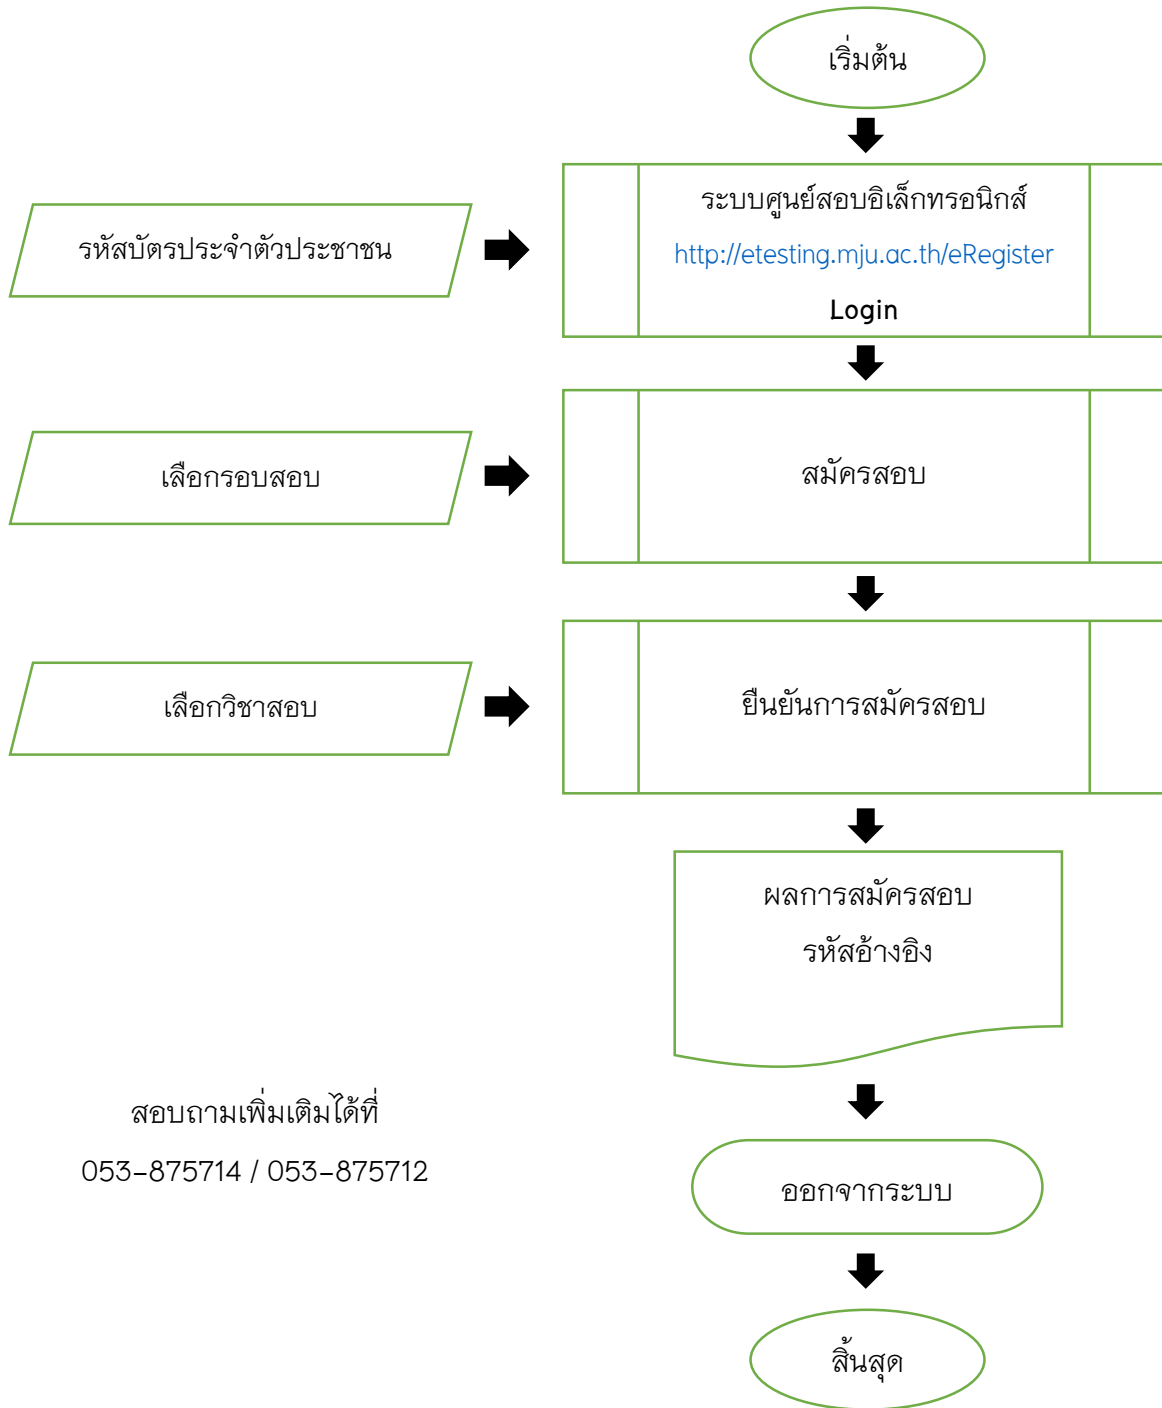 เริ่มต้น
ระบบศูนย์สอบอิเล็กทรอนิกส์
รหัสบัตรประจำตัวประชาชน
http://etesting.mju.ac.th/eRegister
Login
เลือกรอบสอบ
สมัครสอบ
เลือกวิชาสอบ
ยืนยันการสมัครสอบ
ผลการสมัครสอบ
รหัสอ้างอิง
สอบถามเพิ่มเติมได้ที่
053-875714 / 053-875712
ออกจากระบบ
สิ้นสุด